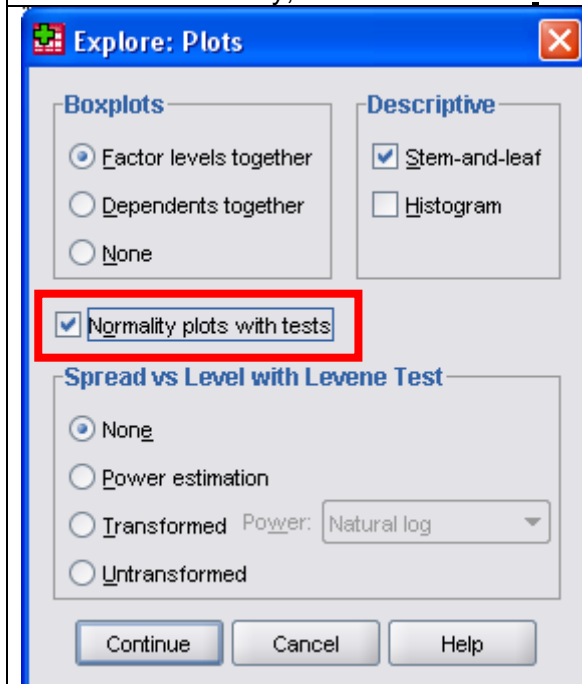 Explore: Plots
Boxplots
Factor levels together
Dependents together
None
Descriptive
Stem-and-leaf
Histogram
Normality plots with tests
Spread vs Level with Levene Test
None
Power estimation
Transformed Power: Natural log
Untransformed
Continue Cancel Help